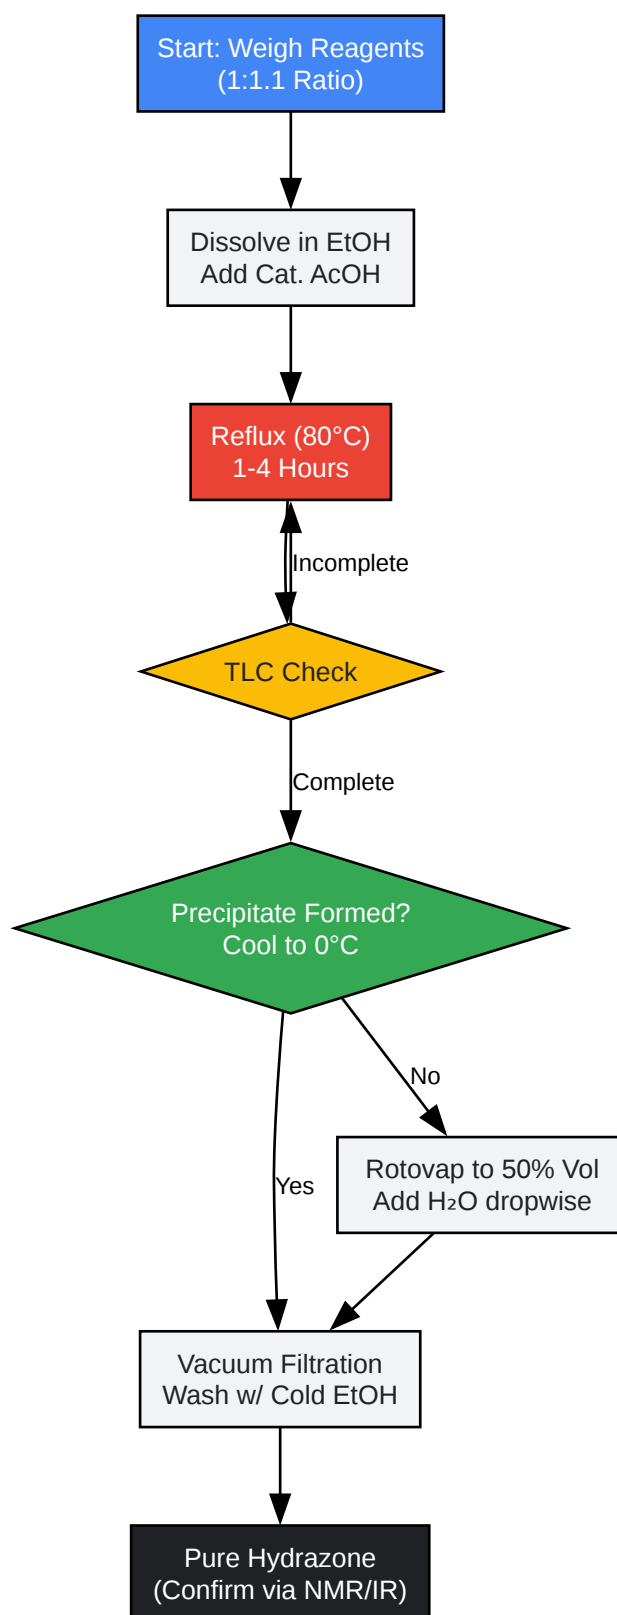 Start: Weigh Reagents
(1:1.1 Ratio)
Dissolve in EtOH
Add Cat. AcOH
Reflux (80°C)
1-4 Hours
Incomplete
TLC Check
Complete
Precipitate Formed?
Cool to 0°C
No
Rotovap to 50% Vol
Add H₂O dropwise
Yes
Vacuum Filtration
Wash w/ Cold EtOH
Pure Hydrazone
(Confirm via NMR/IR)